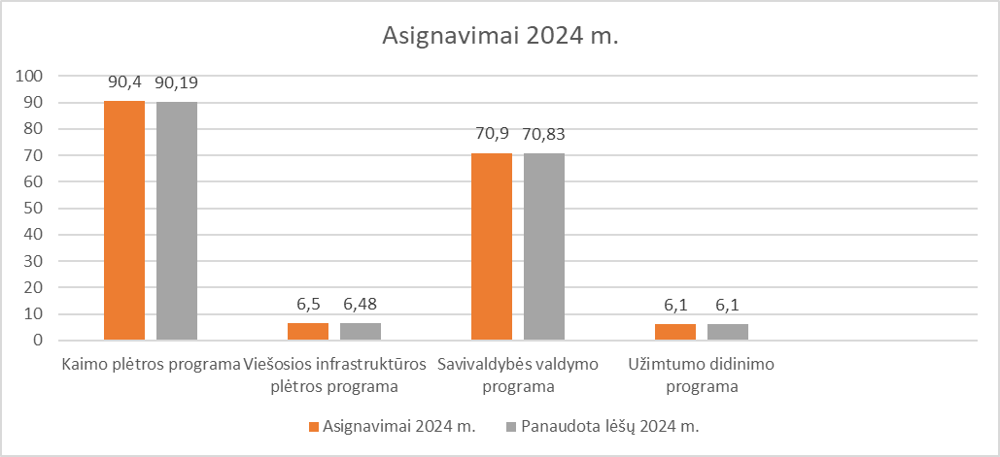 Asignavimai 2024 m.
100
90
80
70
60
50
40
30
20
10
0
90,4
90,19
6,5
6,48
70,9
70,83
6,1
6,1
Kaimo plėtros programa
Viešosios infrastruktūros
plėtros programa
Savivaldybės valdymo
programa
Užimtumo didinimo
programa
Asignavimai 2024 m.
Panaudota lėšų 2024 m.